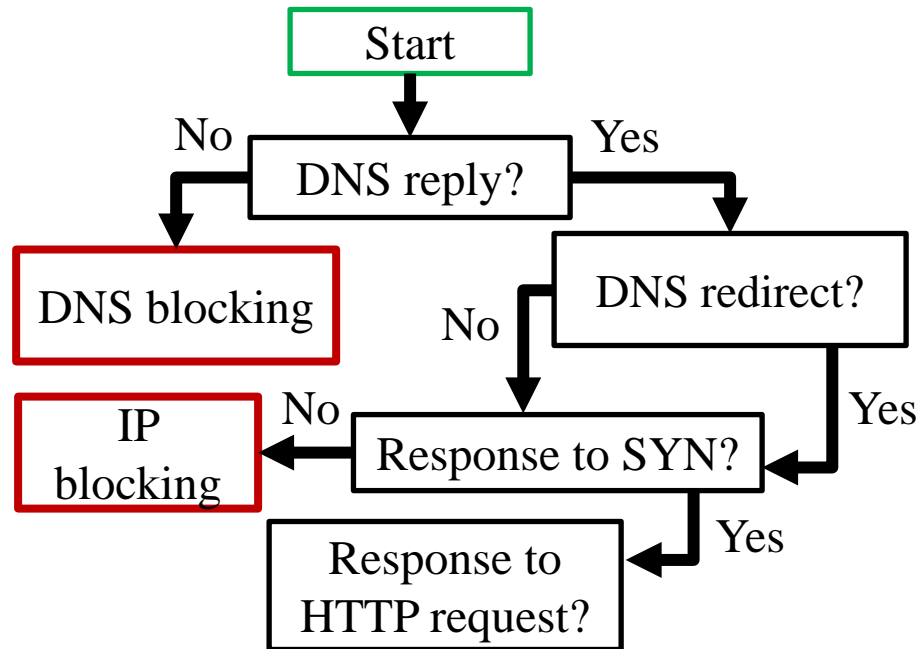 Start
No
Yes
DNS reply?
DNS blocking
DNS redirect?
No
Yes
IP
blocking
No
Response to SYN?
Yes
Response to
HTTP request?